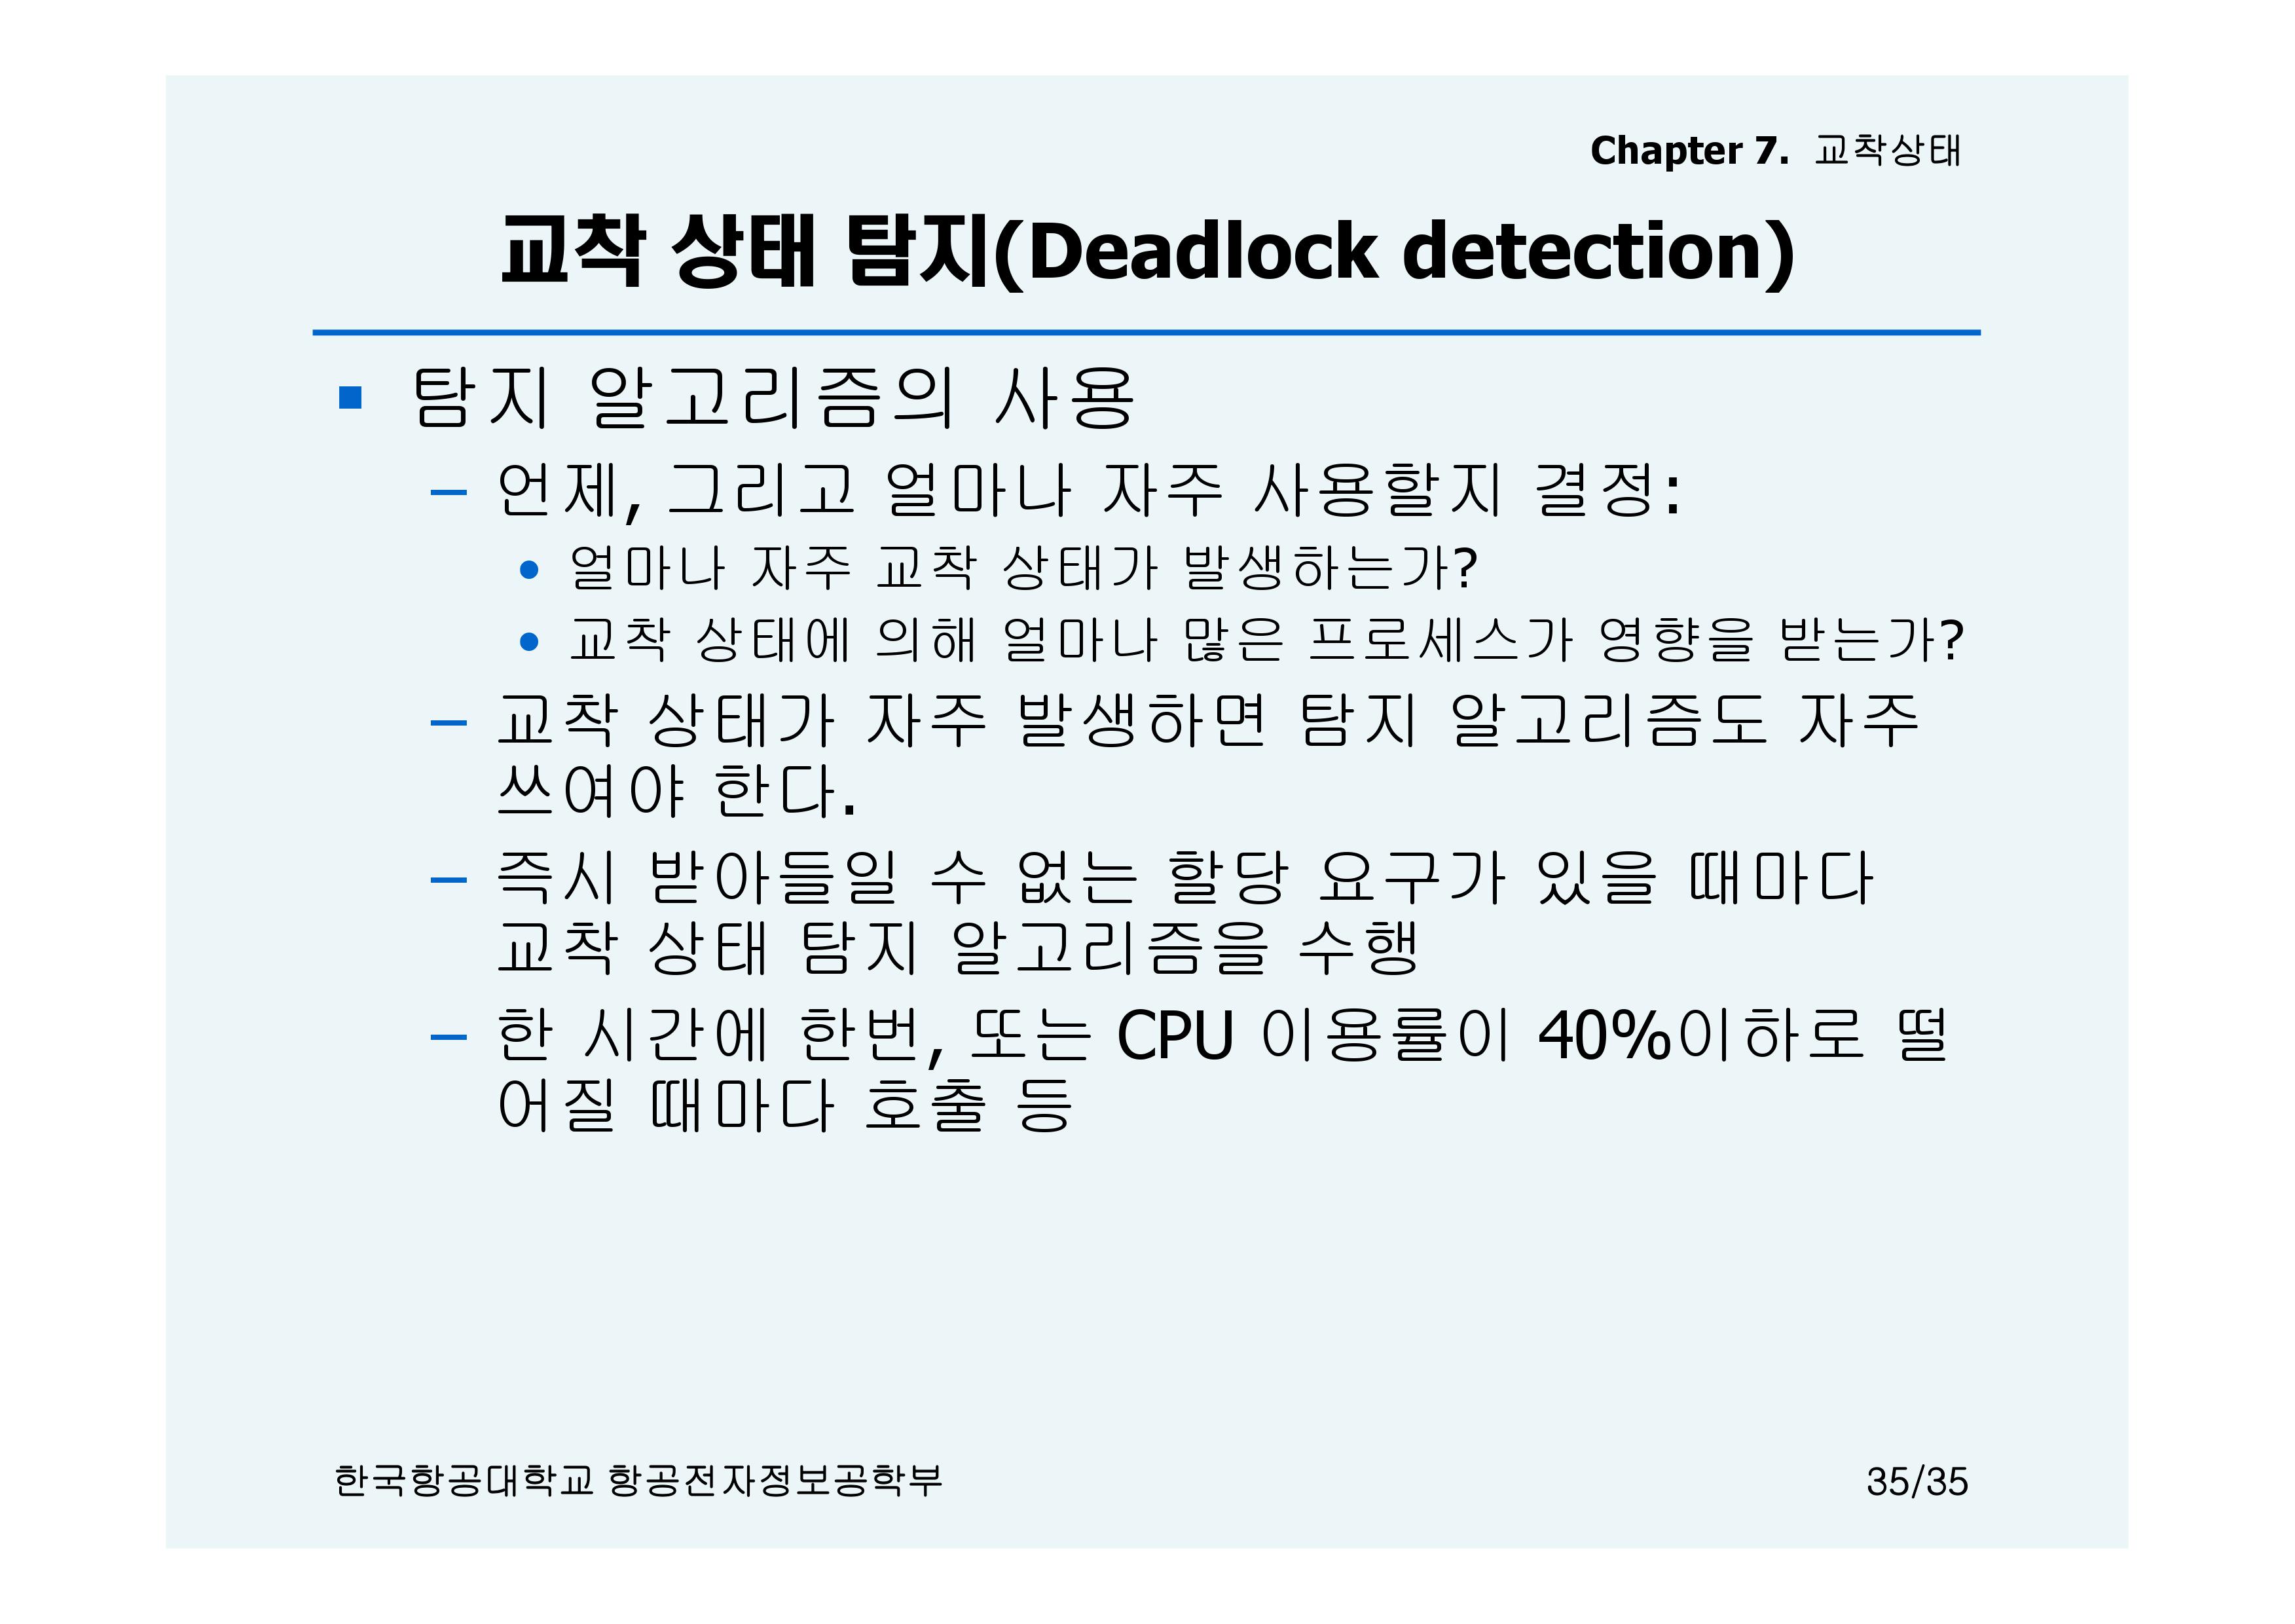 Chapter 7. 교착상태
교착 상태 탐지(Deadlock detection)
▪ 탐지 알고리즘의 사용
– 언제, 그리고 얼마나 자주 사용할지 결정:
• 얼마나 자주 교착 상태가 발생하는가?
• 교착 상태에 의해 얼마나 많은 프로세스가 영향을 받는가?
– 교착 상태가 자주 발생하면 탐지 알고리즘도 자주
쓰여야 한다.
– 즉시 받아들일 수 없는 할당 요구가 있을 때마다
교착 상태 탐지 알고리즘을 수행
– 한 시간에 한번, 또는 CPU 이용률이 40%이하로 떨
어질 때마다 호출 등
한국항공대학교 항공전자정보공학부
35/35